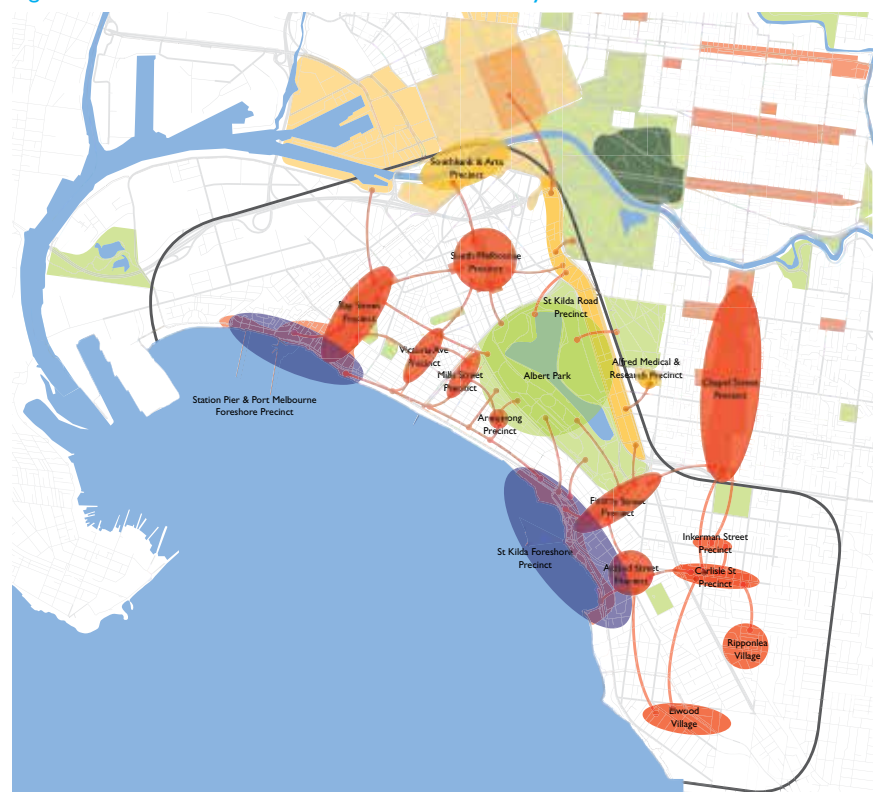 Southbank & Arts
Precinct
South Melbourne
Precinct
St Kilda Road
Precinct
Bay Street
Precinct
Victoria Ave
Precinct
Mills Street
Precinct
Albert Park
Alfred Medical &
Research Precinct
Chapel Street
Precinct
Station Pier & Port Melbourne
Foreshore Precinct
Armstrong
Precinct
Fitzroy Street
Precinct
Inkerman Street
Precinct
St Kilda Foreshore
Precinct
Street
Carlisle St
Precinct
Ripponlea
Village
Elwood
Village